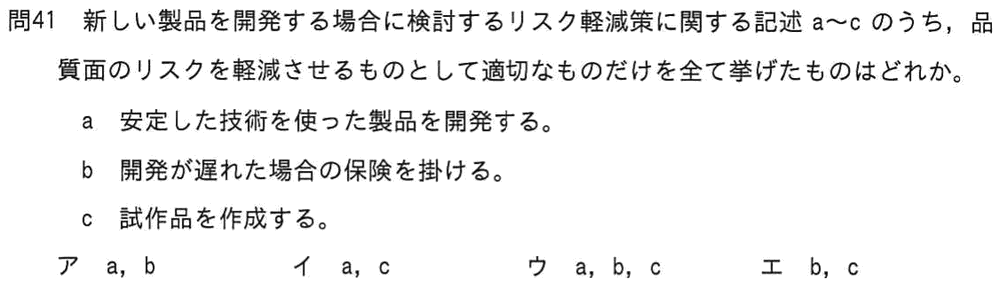 問41 新しい製品を開発する場合に検討するリスク軽減策に関する記述 a～c のうち，品
質面のリスクを軽減させるものとして適切なものだけを全て挙げたものはどれか。
a 安定した技術を使った製品を開発する。
b 開発が遅れた場合の保険を掛ける。
c 試作品を作成する。
ア a，b イ a，c ウ a，b，c エ b，c